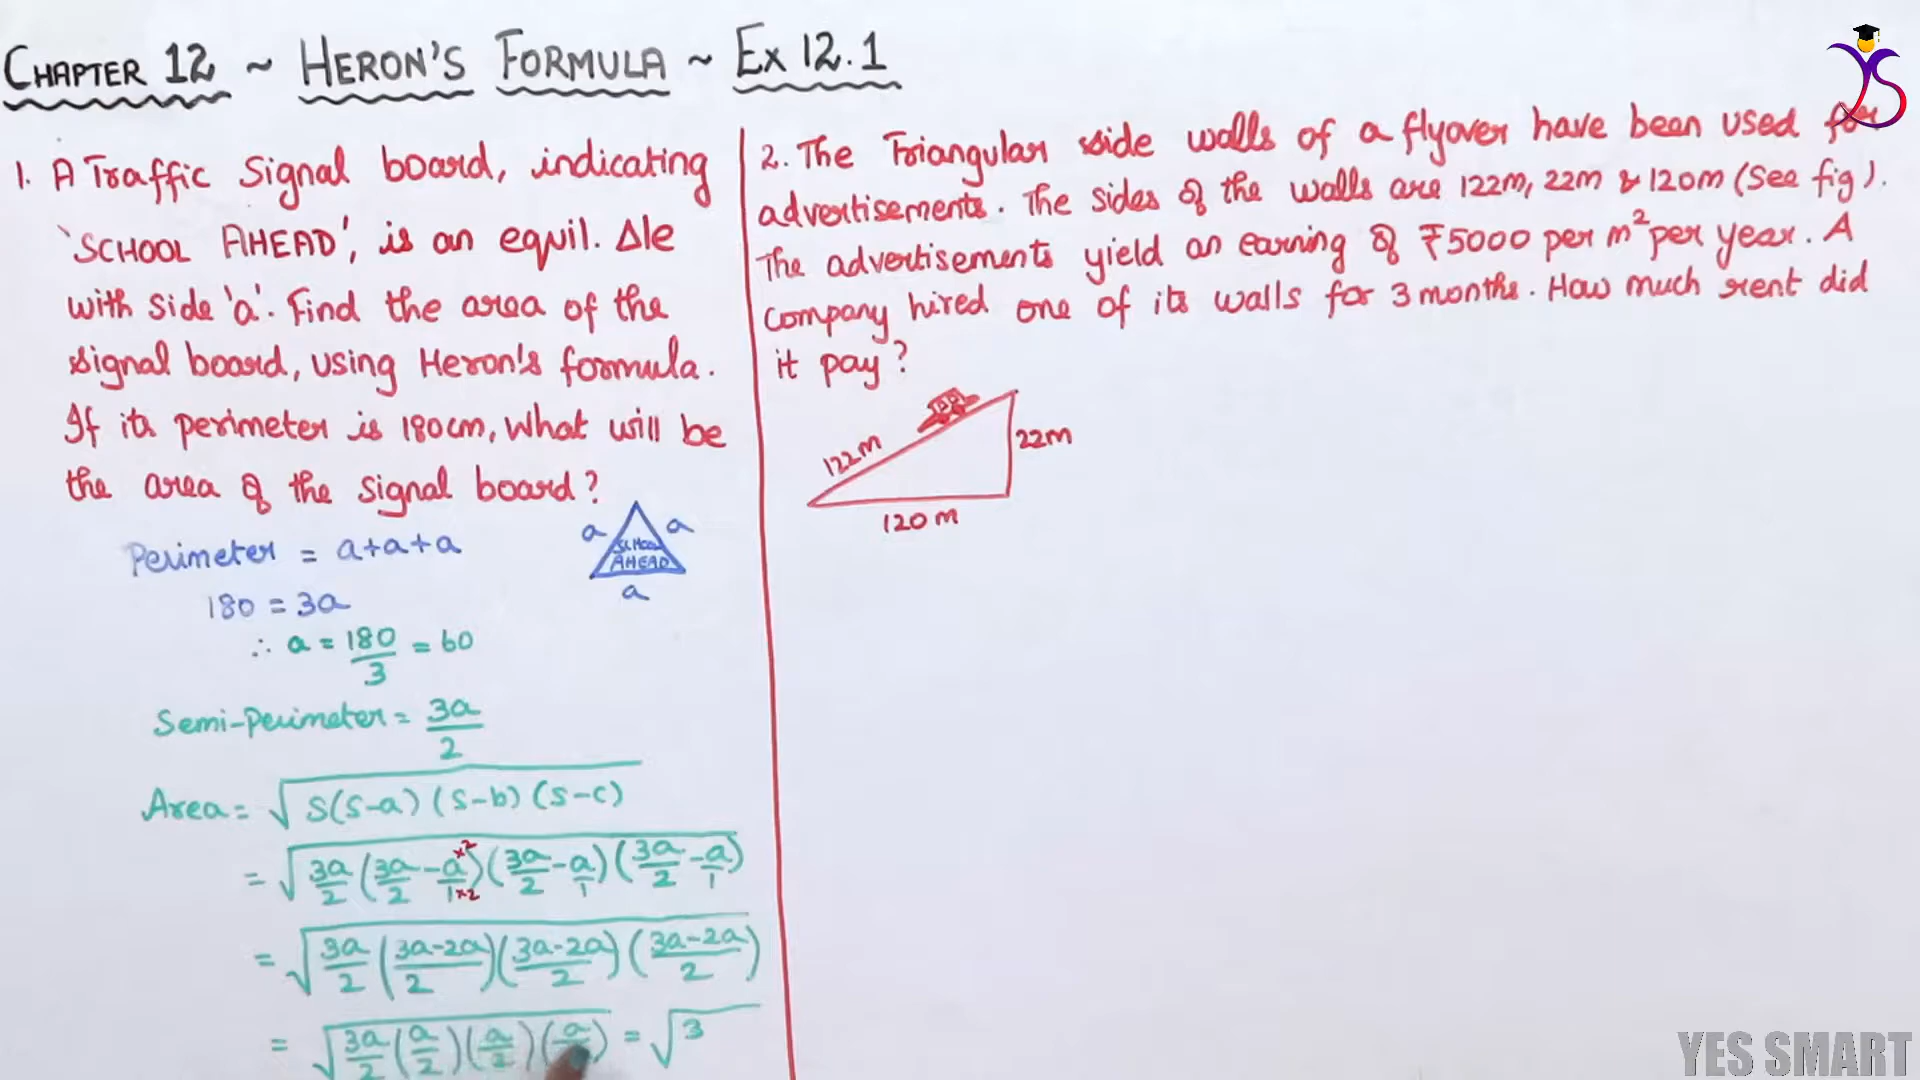 CHAPTER 12 ~ HERON'S FORMULA ~ EX 12.1
1. A Traffic Signal board, indicating
'SCHOOL AHEAD', is an equil. Δle
with side 'a'. Find the area of the
signal board, using Heron's formula.
If its perimeter is 180cm, What will be
the area of the signal board?
a a
SCHOOL
AHEAD
a
Perimeter = a+a+a
180 = 3a
∴ a = 180/3 = 60
Semi-Perimeter = 3a/2
Area = √S(S-a)(S-b)(S-c)
= √3a/2 (3a/2 - a×2/1×2)(3a/2 - a/1)(3a/2 - a/1)
= √3a/2 (3a-2a/2)(3a-2a/2)(3a-2a/2)
= √3a/2 (a/2)(a/2)(a = √3
2. The Triangular side walls of a flyover have been used for
advertisements. The sides of the walls are 122m, 22m & 120m (See fig).
The advertisements yield an earning of ₹5000 per m² per year. A
company hired one of its walls for 3 months. How much rent did
it pay?
122m
22m
120m
YS
YES SMART